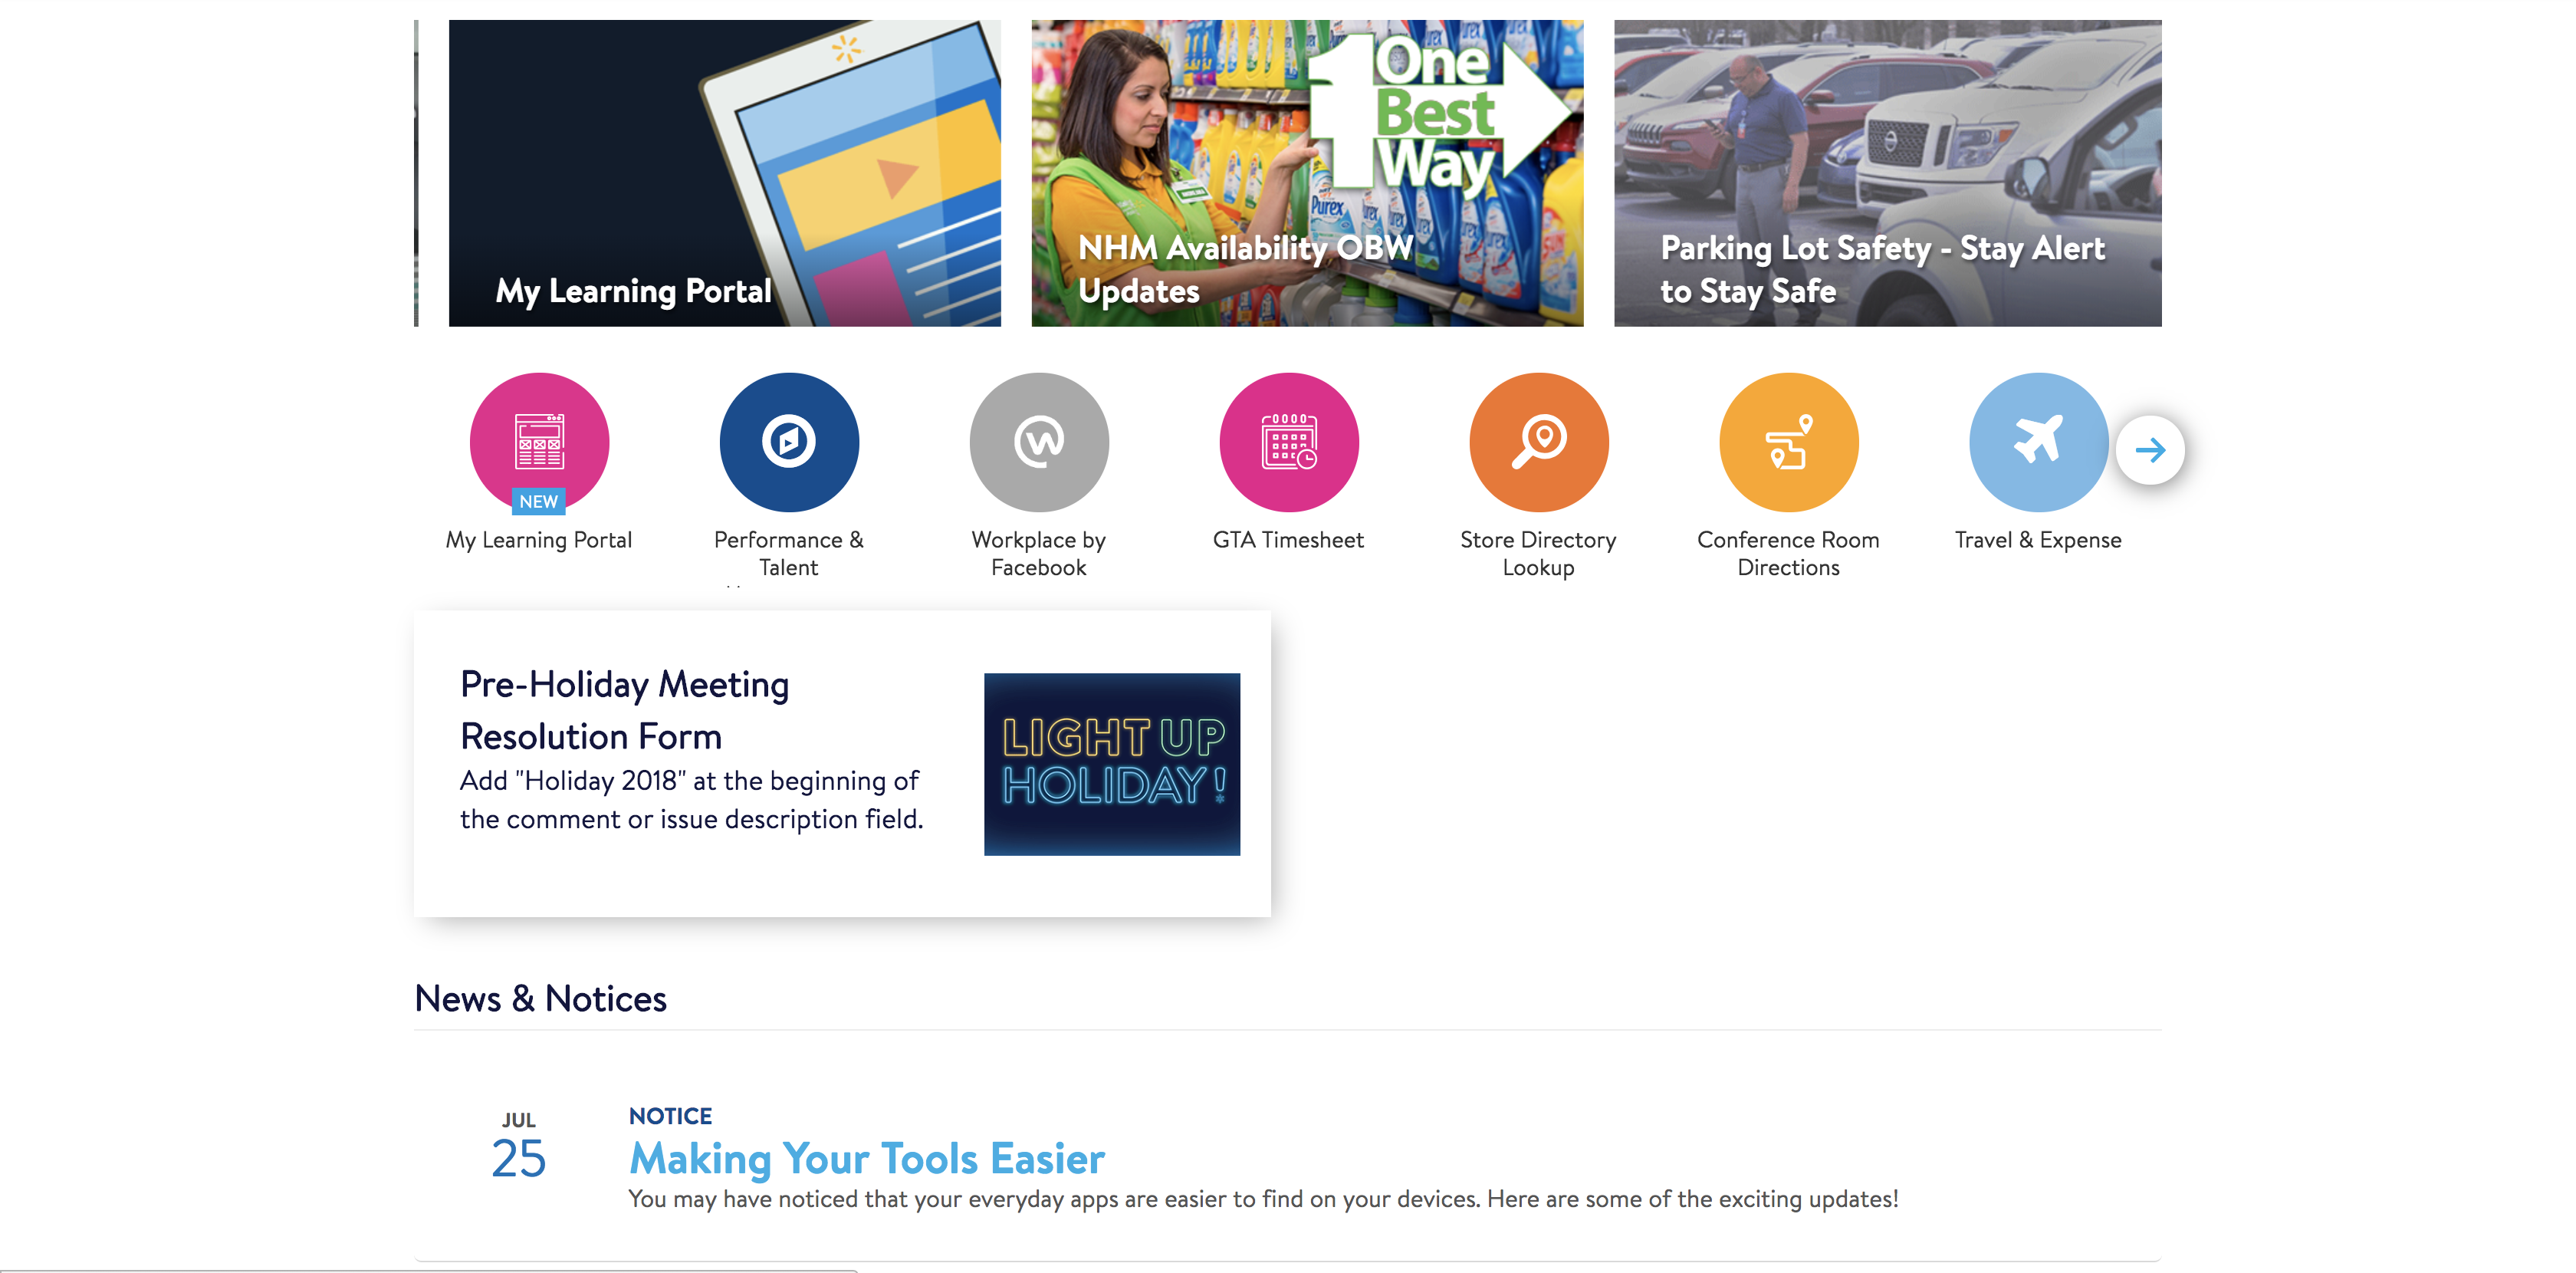 One
Best
Way
Purex
My Learning Portal
NHM Availability OBW
Updates
Parking Lot Safety - Stay Alert
to Stay Safe
NEW
My Learning Portal
Performance &
Talent
Workplace by
Facebook
GTA Timesheet
Store Directory
Lookup
Conference Room
Directions
Travel & Expense
Pre-Holiday Meeting
Resolution Form
Add "Holiday 2018" at the beginning of
the comment or issue description field.
LIGHT UP
HOLIDAY!
News & Notices
JUL
25
NOTICE
Making Your Tools Easier
You may have noticed that your everyday apps are easier to find on your devices. Here are some of the exciting updates!